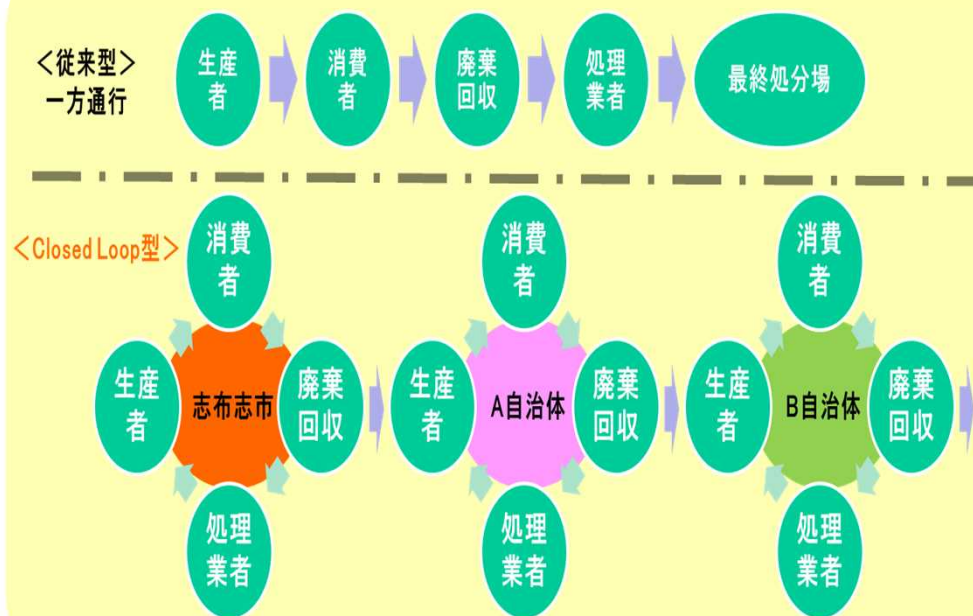 ＜従来型＞
一方通行
生産
者
消費
者
廃棄
回収
処理
業者
最終処分場
＜Closed Loop型＞
消費
者
生産
者
志布志市
廃棄
回収
処理
業者
消費
者
生産
者
A自治体
廃棄
回収
処理
業者
消費
者
生産
者
B自治体
廃棄
回収
処理
業者